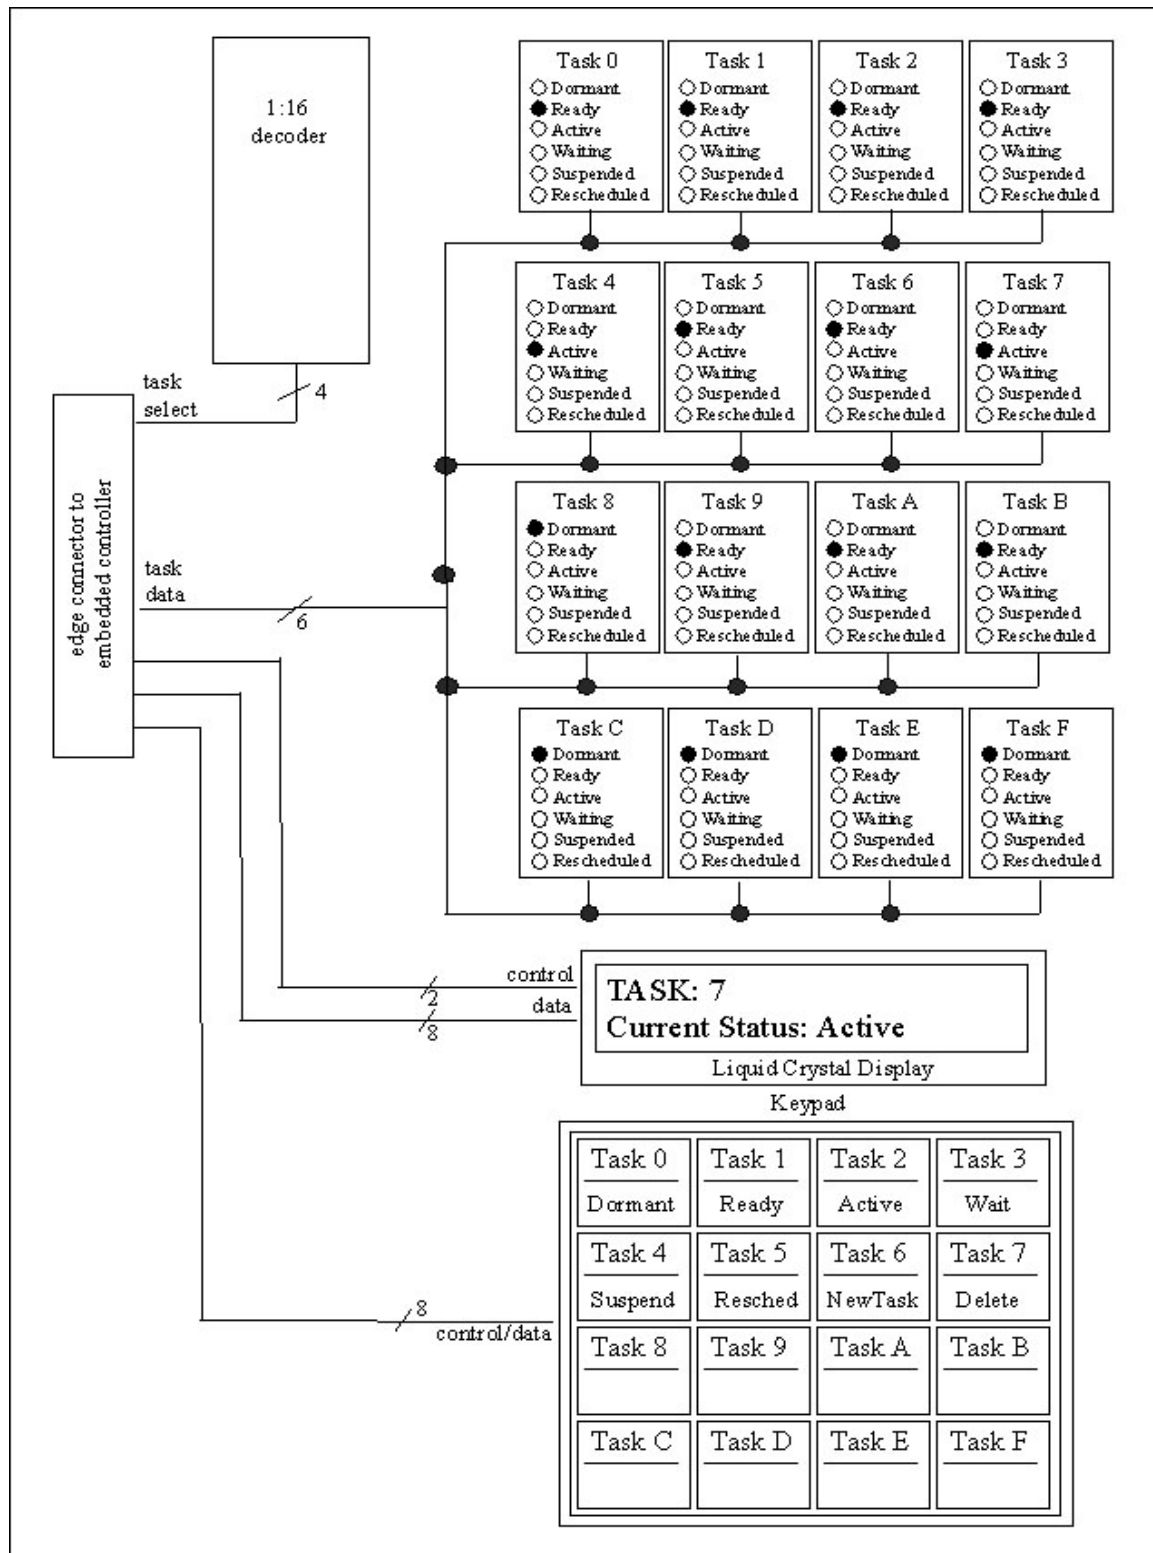 1:16
decoder
task
select
4
edge connector to
embedded controller
task
data
6
Task 0
Dormant
Ready
Active
Waiting
Suspended
Rescheduled
Task 1
Dormant
Ready
Active
Waiting
Suspended
Rescheduled
Task 2
Dormant
Ready
Active
Waiting
Suspended
Rescheduled
Task 3
Dormant
Ready
Active
Waiting
Suspended
Rescheduled
Task 4
Dormant
Ready
Active
Waiting
Suspended
Rescheduled
Task 5
Dormant
Ready
Active
Waiting
Suspended
Rescheduled
Task 6
Dormant
Ready
Active
Waiting
Suspended
Rescheduled
Task 7
Dormant
Ready
Active
Waiting
Suspended
Rescheduled
Task 8
Dormant
Ready
Active
Waiting
Suspended
Rescheduled
Task 9
Dormant
Ready
Active
Waiting
Suspended
Rescheduled
Task A
Dormant
Ready
Active
Waiting
Suspended
Rescheduled
Task B
Dormant
Ready
Active
Waiting
Suspended
Rescheduled
Task C
Dormant
Ready
Active
Waiting
Suspended
Rescheduled
Task D
Dormant
Ready
Active
Waiting
Suspended
Rescheduled
Task E
Dormant
Ready
Active
Waiting
Suspended
Rescheduled
Task F
Dormant
Ready
Active
Waiting
Suspended
Rescheduled
control
2
data
8
TASK: 7
Current Status: Active
Liquid Crystal Display
Keypad
8
control/data
Task 0
Dormant
Task 1
Ready
Task 2
Active
Task 3
Wait
Task 4
Suspend
Task 5
Resched
Task 6
NewTask
Task 7
Delete
Task 8
Task 9
Task A
Task B
Task C
Task D
Task E
Task F